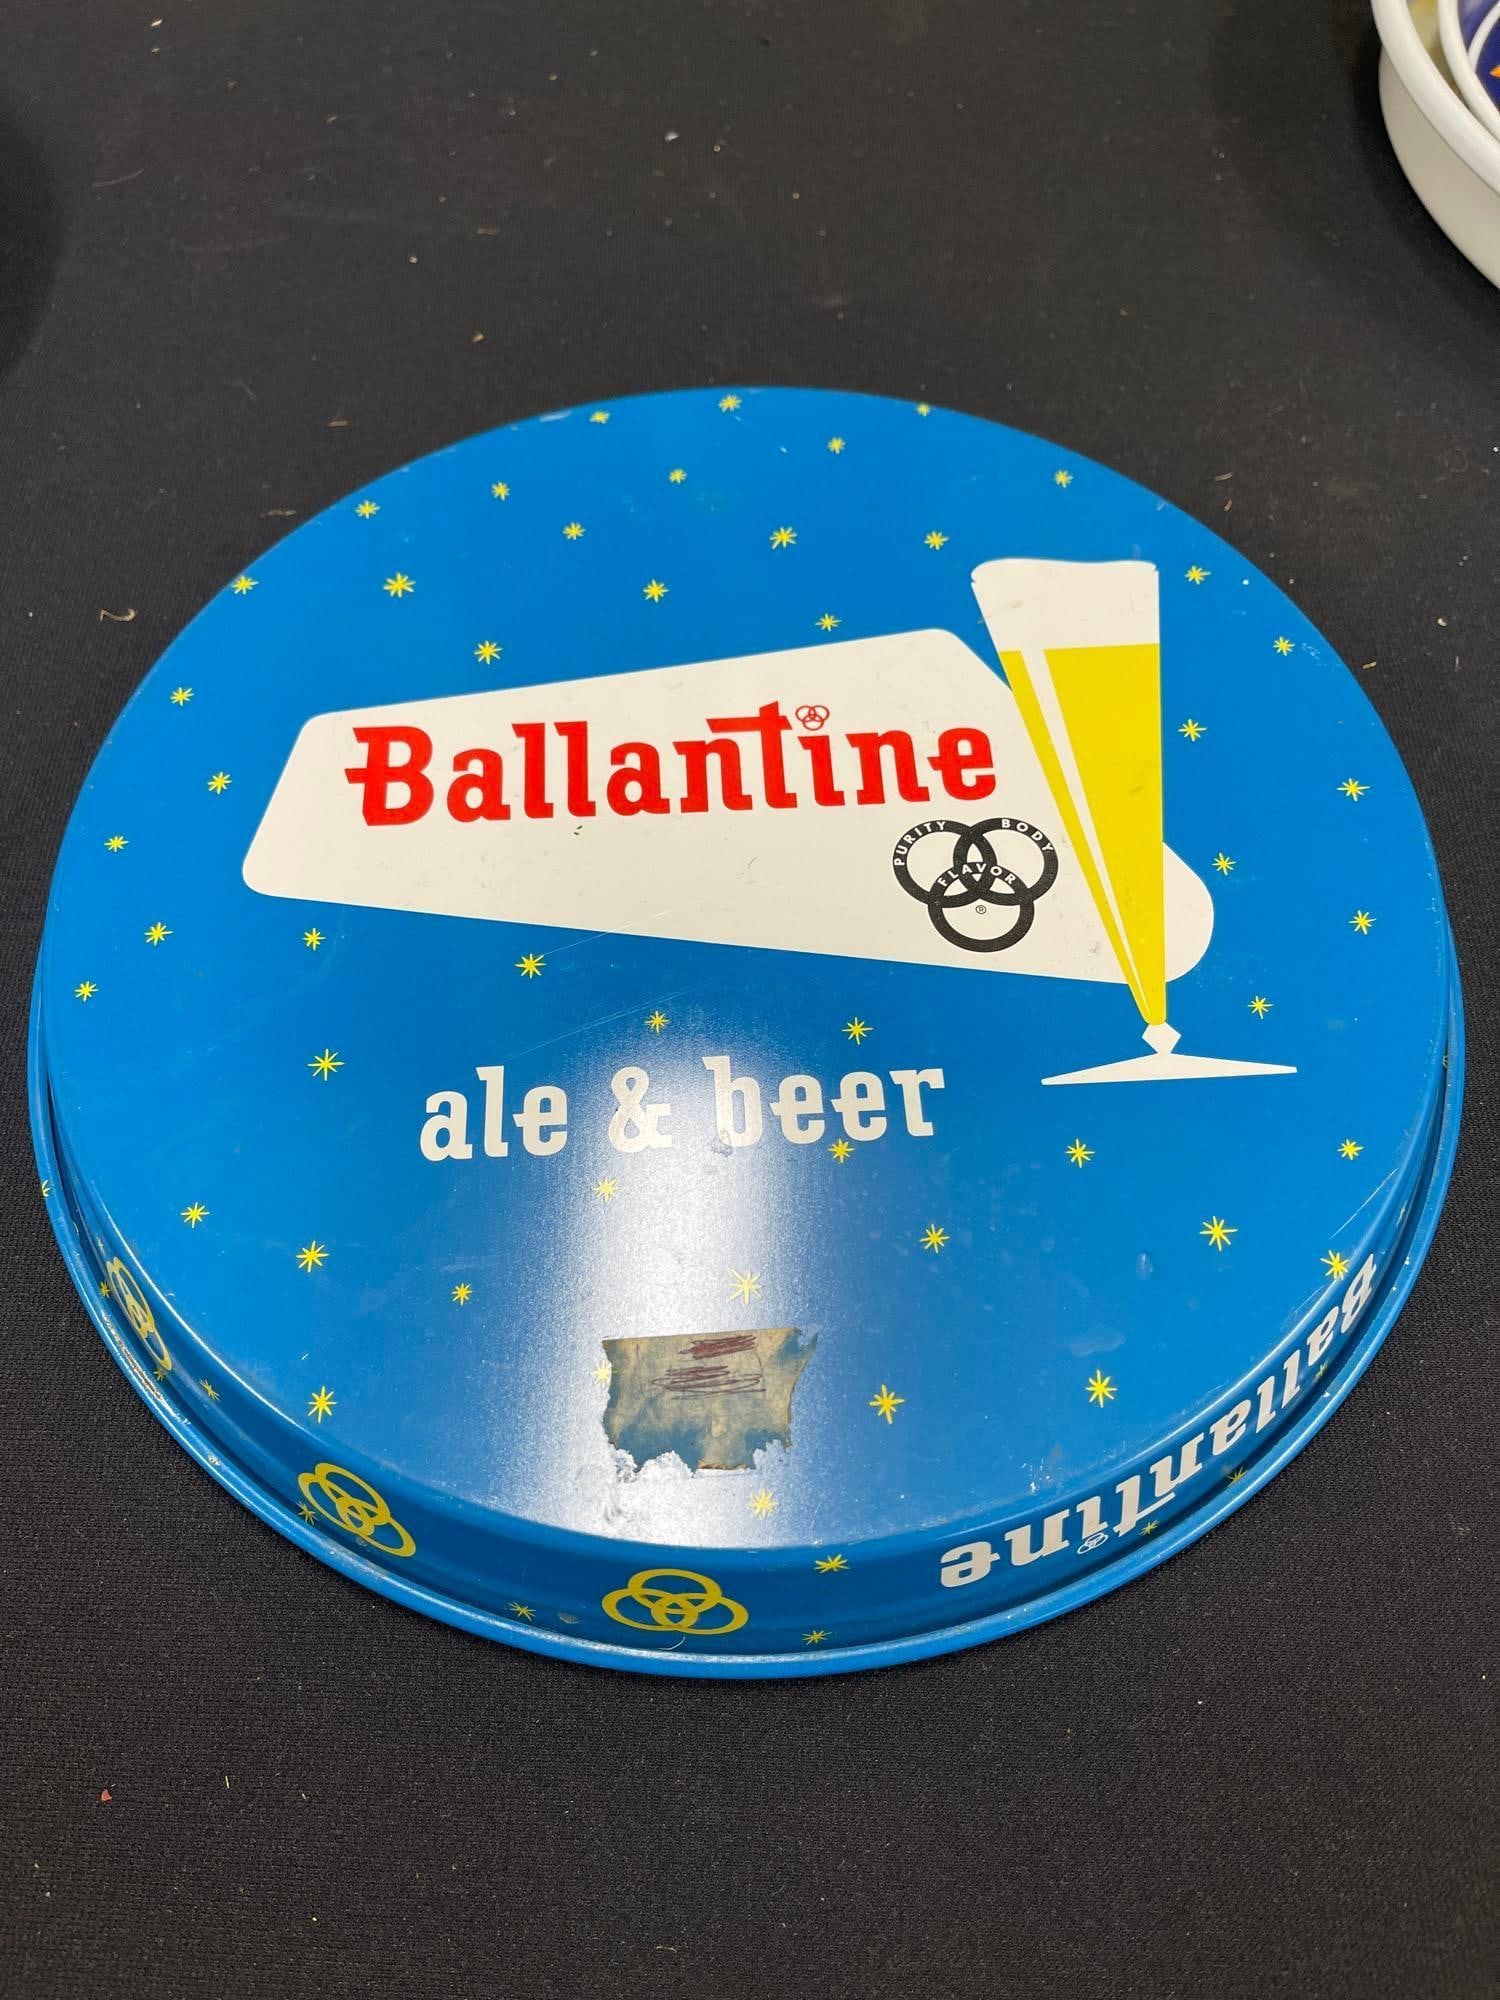 Ballantine
PURITY BODY
FLAVOR
®
ale & beer
Ballantine